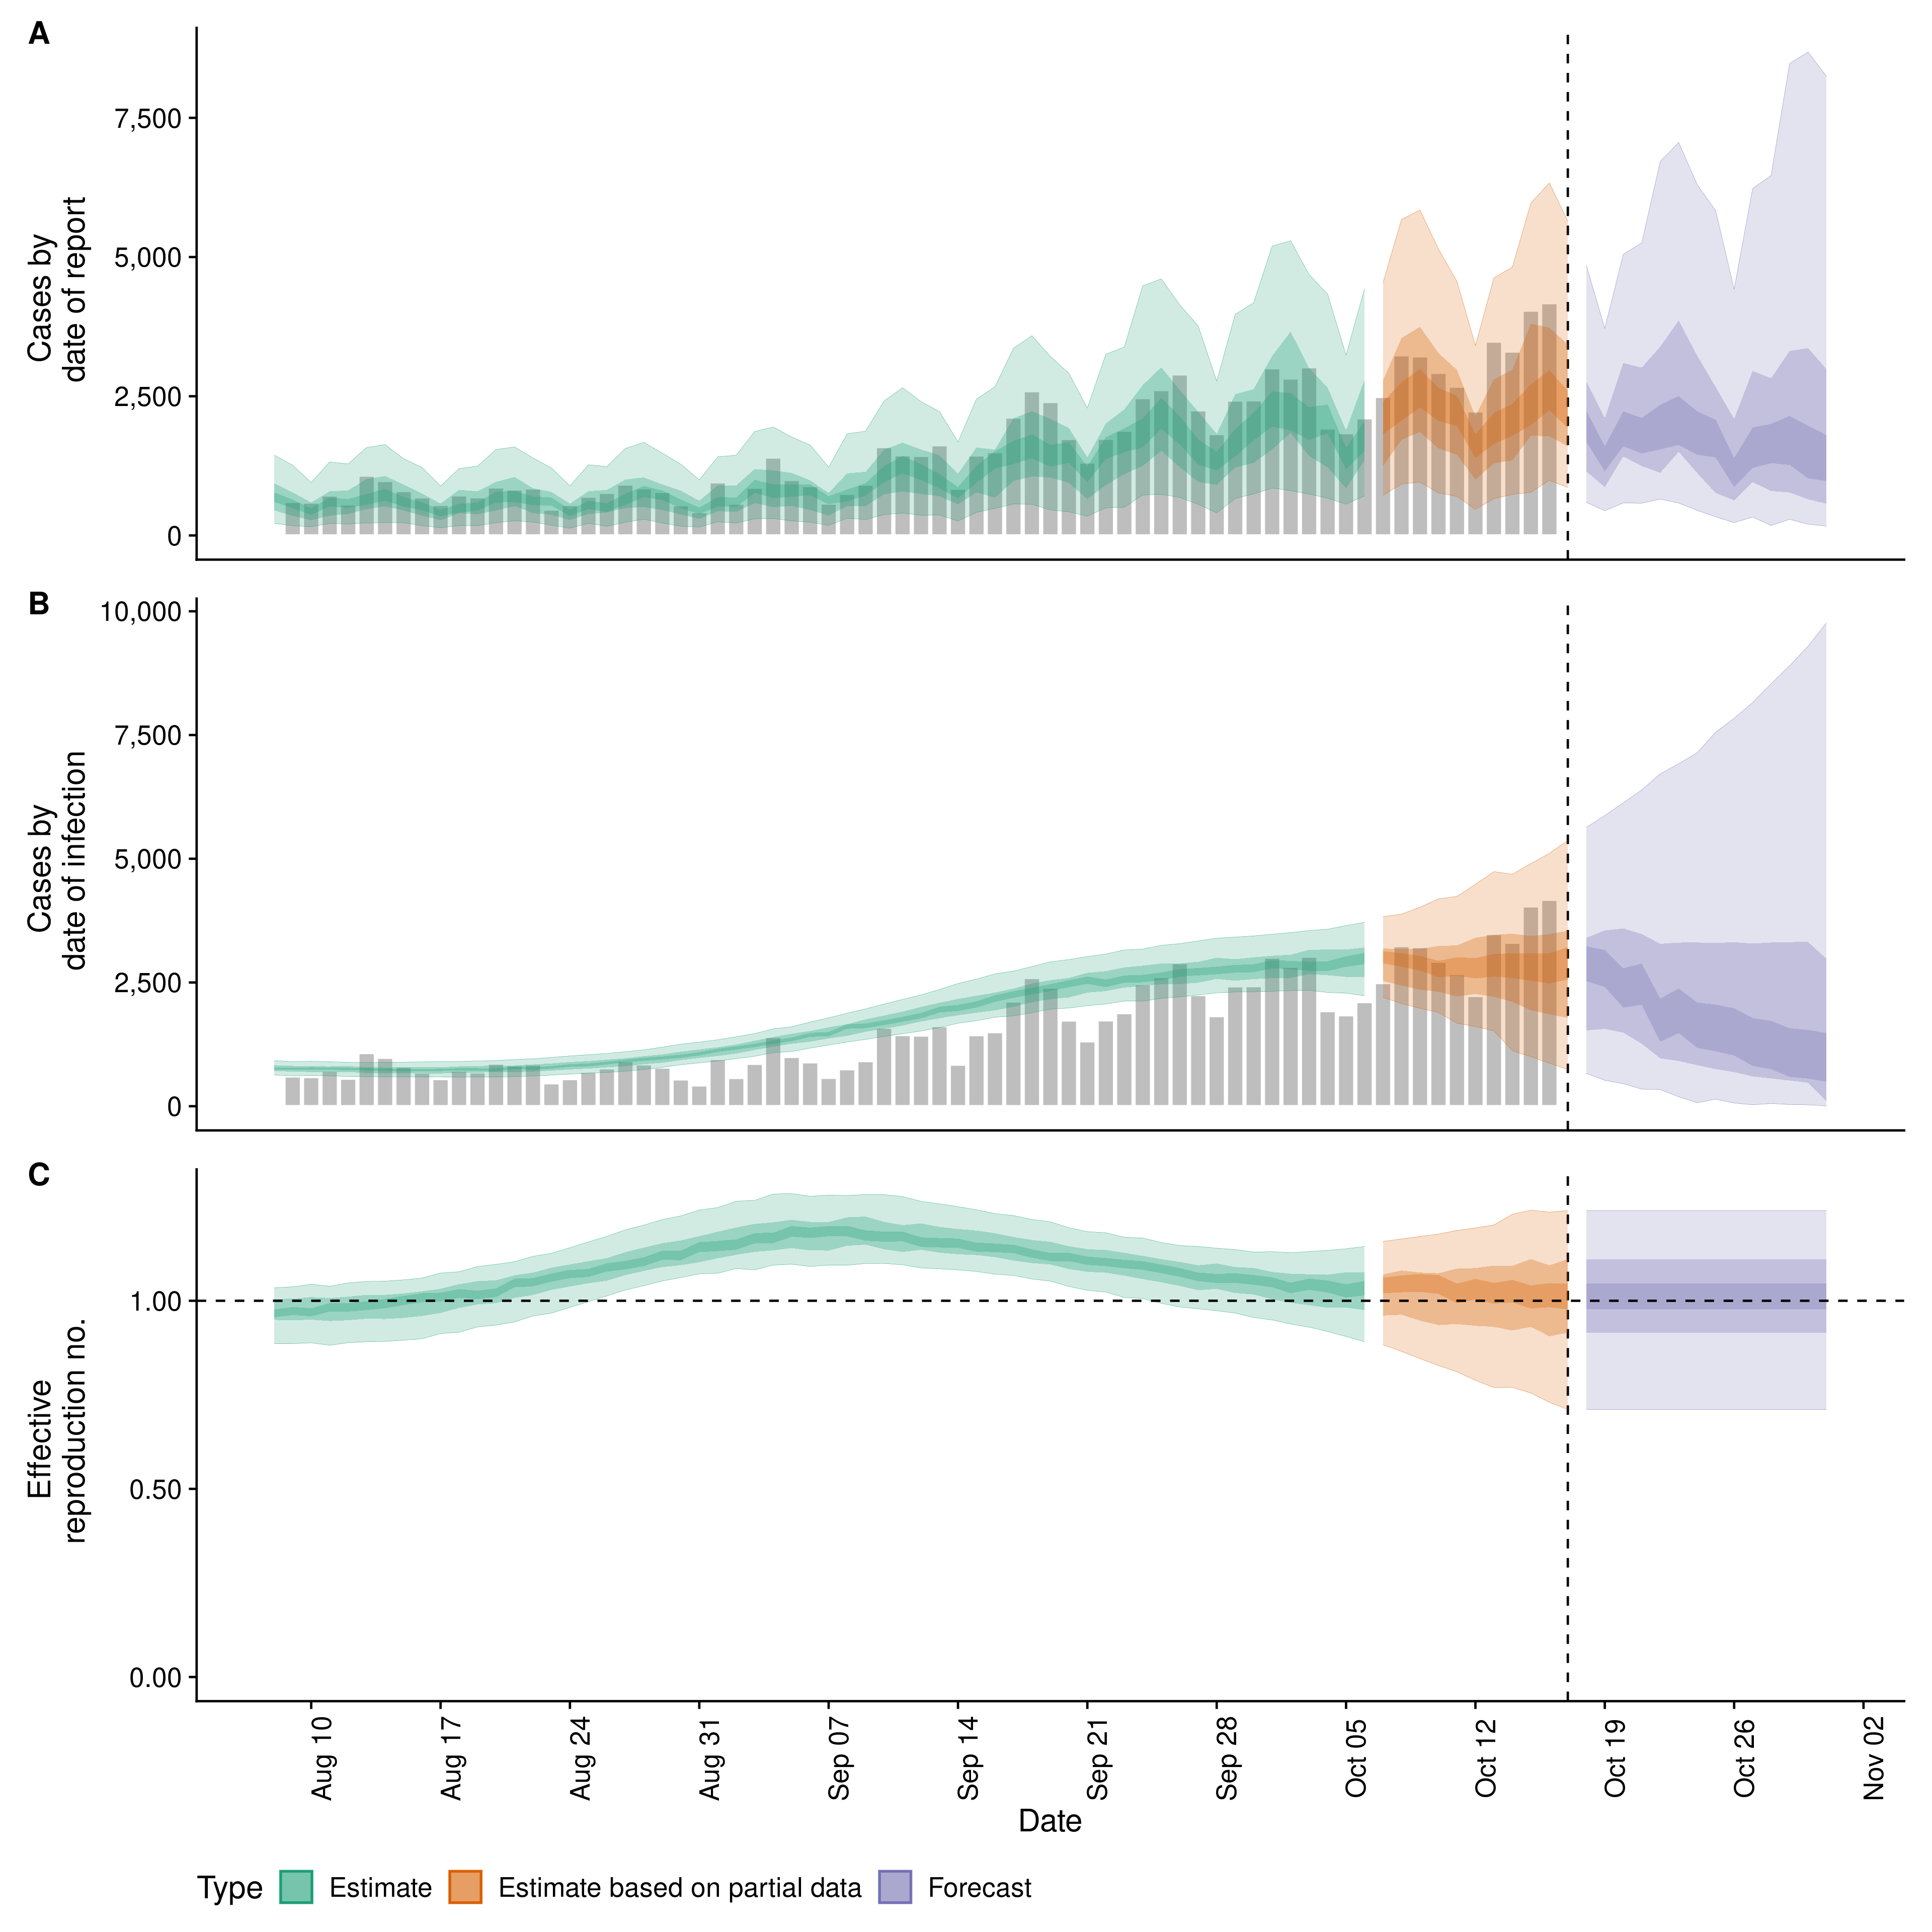 A
7,500
5,000
2,500
0
Cases by
date of report
B
10,000
7,500
5,000
2,500
0
Cases by
date of infection
C
1.00
0.50
0.00
Effective
reproduction no.
Aug 10
Aug 17
Aug 24
Aug 31
Sep 07
Sep 14
Sep 21
Sep 28
Oct 05
Oct 12
Oct 19
Oct 26
Nov 02
Date
Type Estimate Estimate based on partial data Forecast